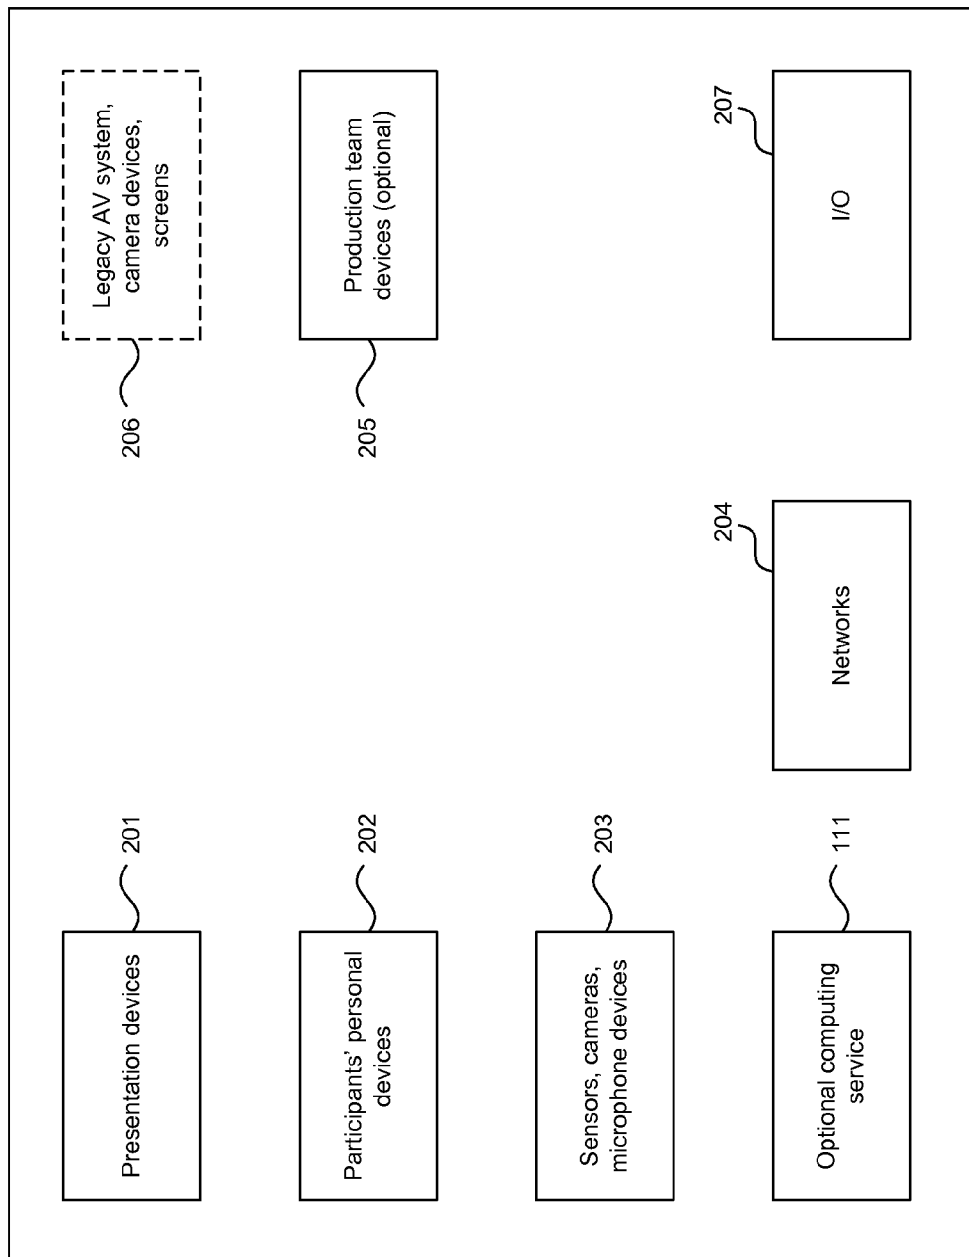 Presentation devices
201
Legacy AV system,
camera devices,
screens
206
Participants' personal
devices
202
Production team
devices (optional)
205
Sensors, cameras,
microphone devices
203
Optional computing
service
111
Networks
204
I/O
207